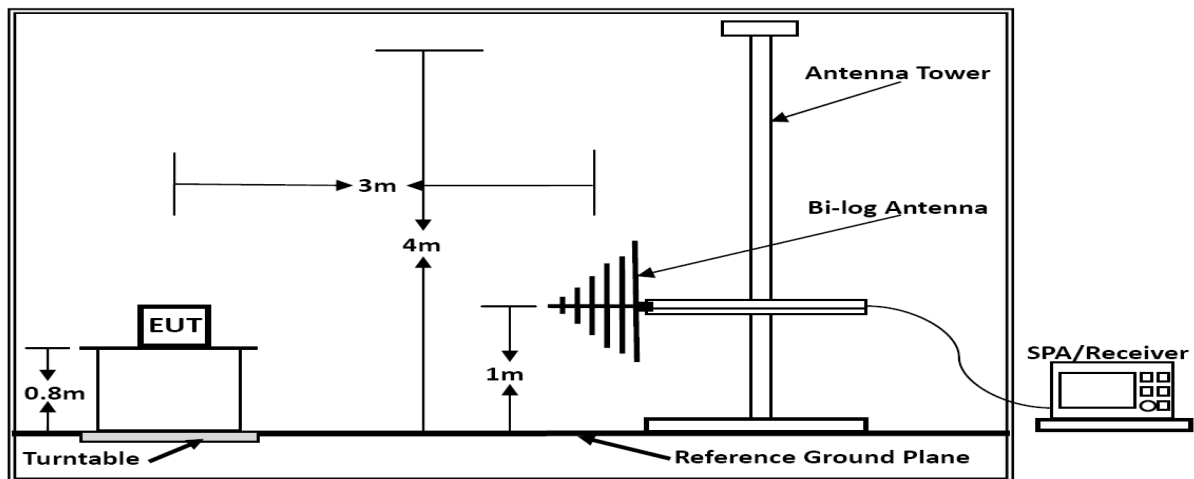 Antenna Tower
3m
Bi-log Antenna
4m
EUT
SPA/Receiver
0.8m
1m
Turntable
Reference Ground Plane